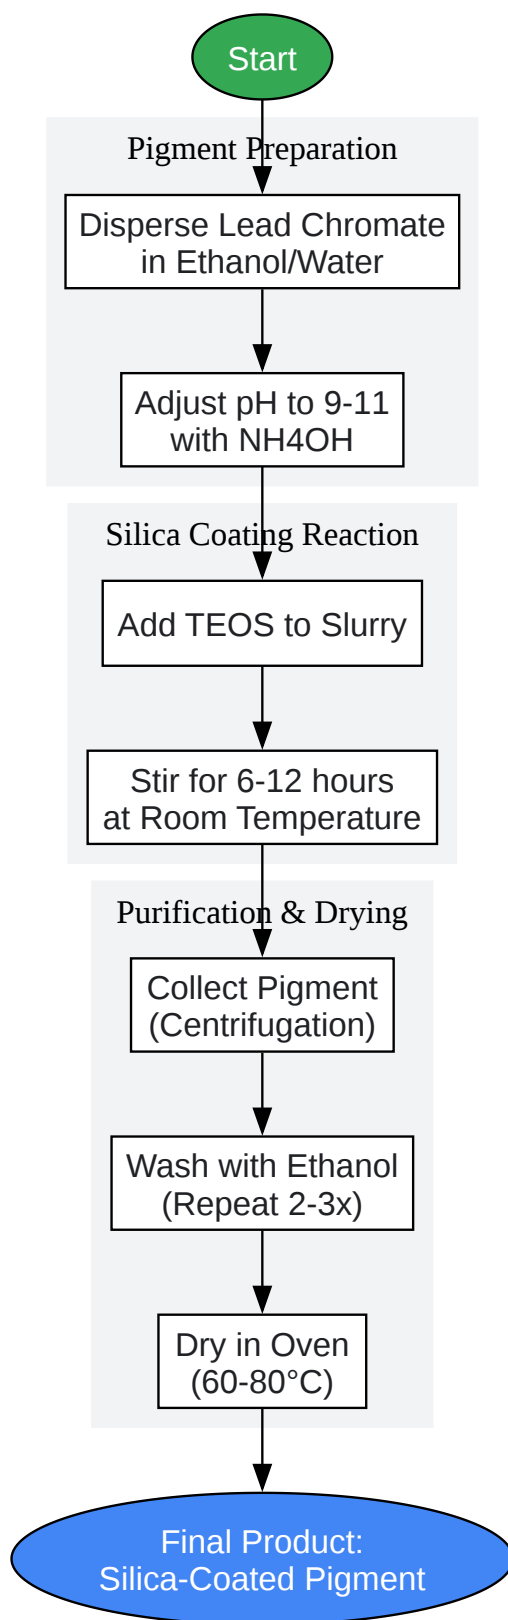 Start
Pigment Preparation
Disperse Lead Chromate
in Ethanol/Water
Adjust pH to 9-11
with NH4OH
Silica Coating Reaction
Add TEOS to Slurry
Stir for 6-12 hours
at Room Temperature
Purification & Drying
Collect Pigment
(Centrifugation)
Wash with Ethanol
(Repeat 2-3x)
Dry in Oven
(60-80°C)
Final Product:
Silica-Coated Pigment